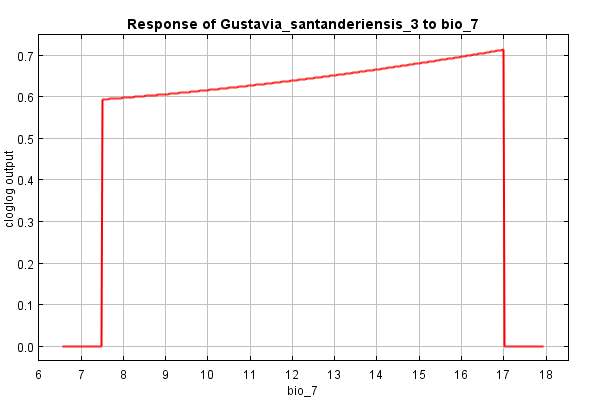 Response of Gustavia_santanderiensis_3 to bio_7
cloglog output
0.7
0.6
0.5
0.4
0.3
0.2
0.1
0.0
6 7 8 9 10 11 12 13 14 15 16 17 18
bio_7